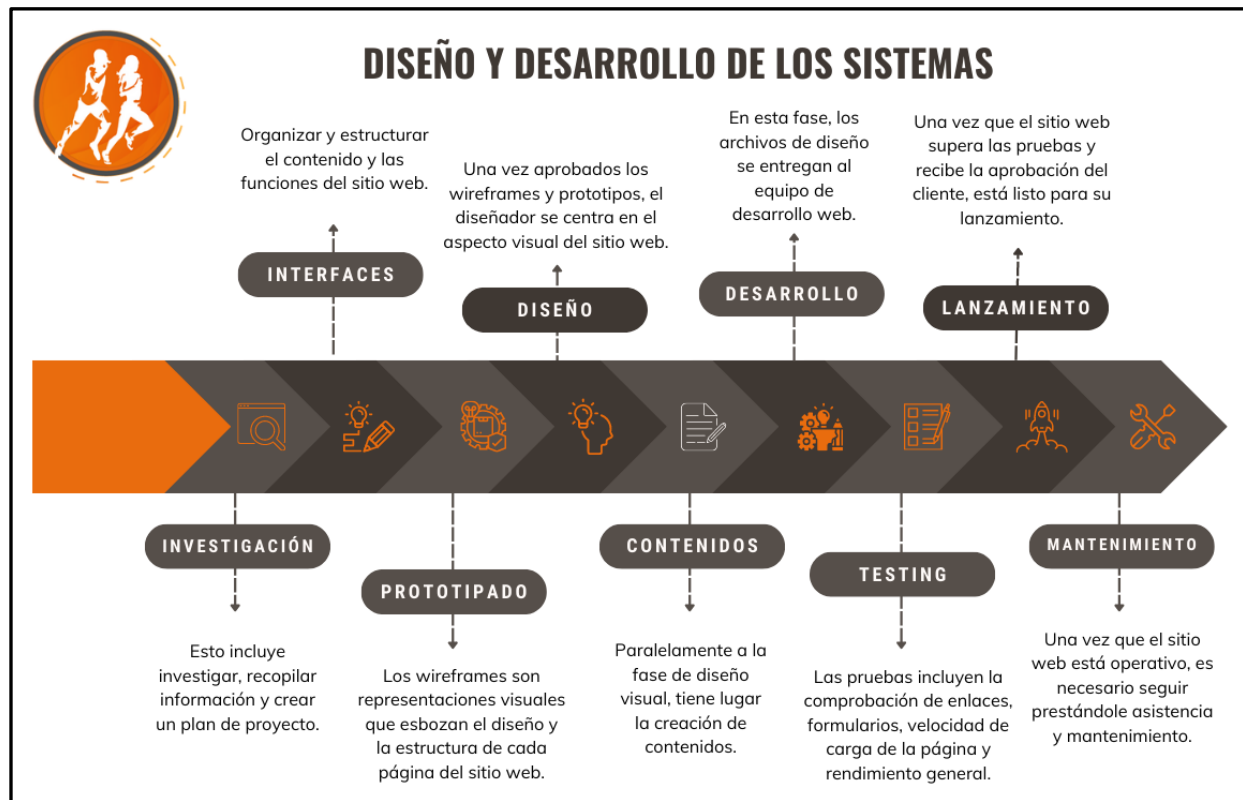 DISEÑO Y DESARROLLO DE LOS SISTEMAS
Organizar y estructurar
el contenido y las
funciones del sitio web.
INTERFACES
Una vez aprobados los
wireframes y prototipos, el
diseñador se centra en el
aspecto visual del sitio web.
DISEÑO
En esta fase, los
archivos de diseño
se entregan al
equipo de
desarrollo web.
DESARROLLO
Una vez que el sitio web
supera las pruebas y
recibe la aprobación del
cliente, está listo para su
lanzamiento.
LANZAMIENTO
INVESTIGACIÓN
Esto incluye
investigar, recopilar
información y crear
un plan de proyecto.
PROTOTIPADO
Los wireframes son
representaciones visuales
que esbozan el diseño y
la estructura de cada
página del sitio web.
CONTENIDOS
Paralelamente a la
fase de diseño
visual, tiene lugar
la creación de
contenidos.
TESTING
Las pruebas incluyen la
comprobación de enlaces,
formularios, velocidad de
carga de la página y
rendimiento general.
MANTENIMIENTO
Una vez que el sitio
web está operativo, es
necesario seguir
prestándole asistencia
y mantenimiento.